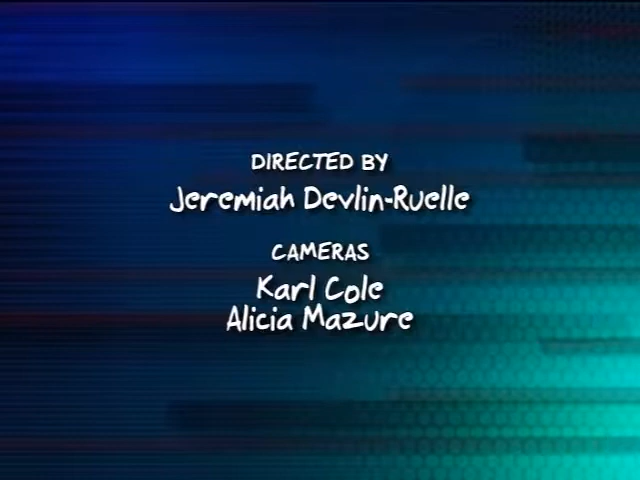 DIRECTED BY
Jeremiah Devlin-Ruelle
CAMERAS
Karl Cole
Alicia Mazure